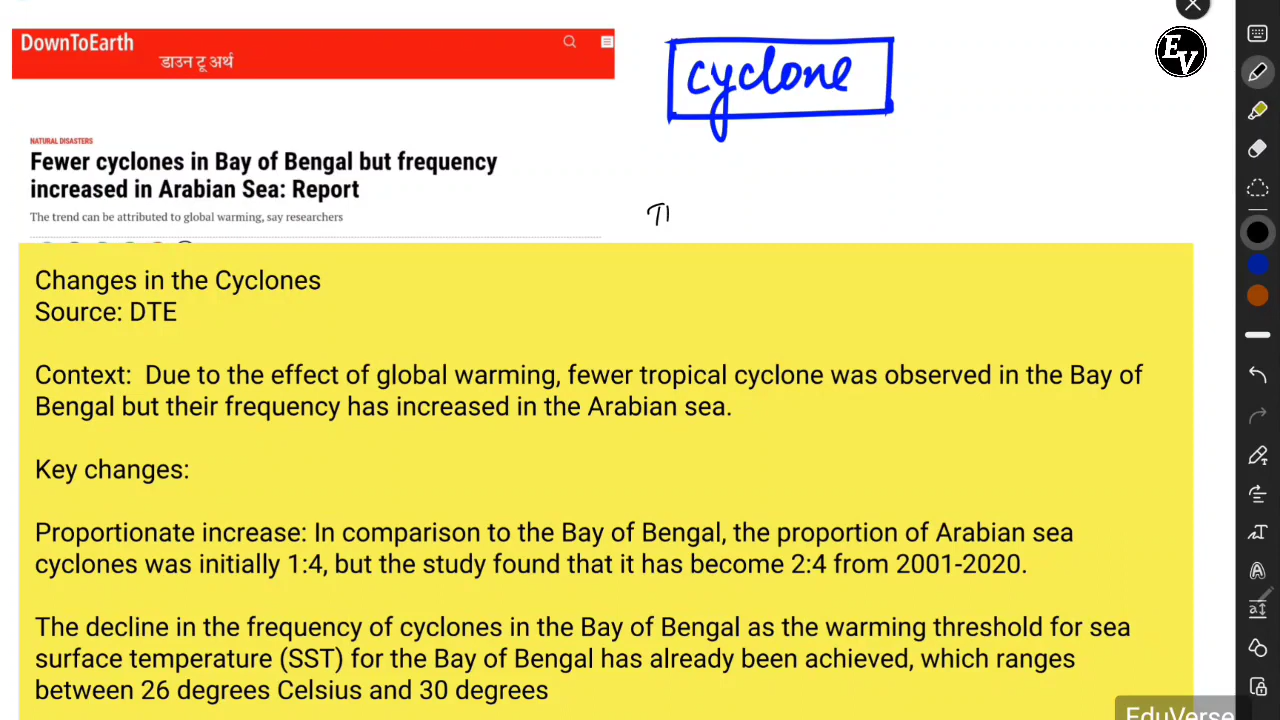 DownToEarth
डाउन टू अर्थ
cyclone
EV
NATURAL DISASTERS
Fewer cyclones in Bay of Bengal but frequency
increased in Arabian Sea: Report
The trend can be attributed to global warming, say researchers
Changes in the Cyclones
Source: DTE
Context: Due to the effect of global warming, fewer tropical cyclone was observed in the Bay of
Bengal but their frequency has increased in the Arabian sea.
Key changes:
Proportionate increase: In comparison to the Bay of Bengal, the proportion of Arabian sea
cyclones was initially 1:4, but the study found that it has become 2:4 from 2001-2020.
The decline in the frequency of cyclones in the Bay of Bengal as the warming threshold for sea
surface temperature (SST) for the Bay of Bengal has already been achieved, which ranges
between 26 degrees Celsius and 30 degrees
EduVerse